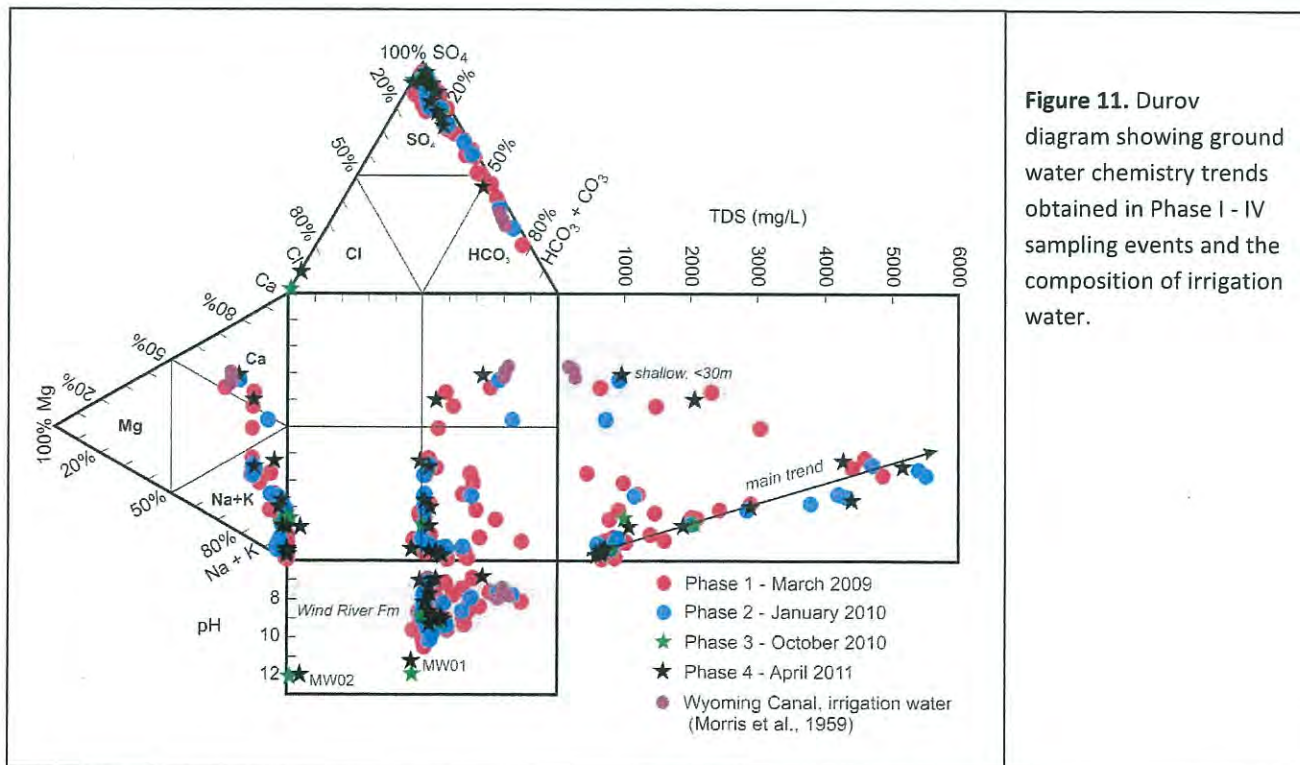 100% SO₄
20%
20%
SO₄
50%
50%
80%
80%
Cl
HCO₃ + CO₃
Cl
HCO₃
TDS (mg/L)
1000
2000
3000
4000
5000
6000
Ca
80%
50%
20%
100% Mg
Ca
Mg
20%
50%
80%
Na+K
Na + K
shallow, <30m
main trend
pH
8
10
12
Wind River Fm
MW01
MW02
Phase 1 - March 2009
Phase 2 - January 2010
Phase 3 - October 2010
Phase 4 - April 2011
Wyoming Canal, irrigation water
(Morris et al., 1959)
Figure 11. Durov
diagram showing ground
water chemistry trends
obtained in Phase I - IV
sampling events and the
composition of irrigation
water.